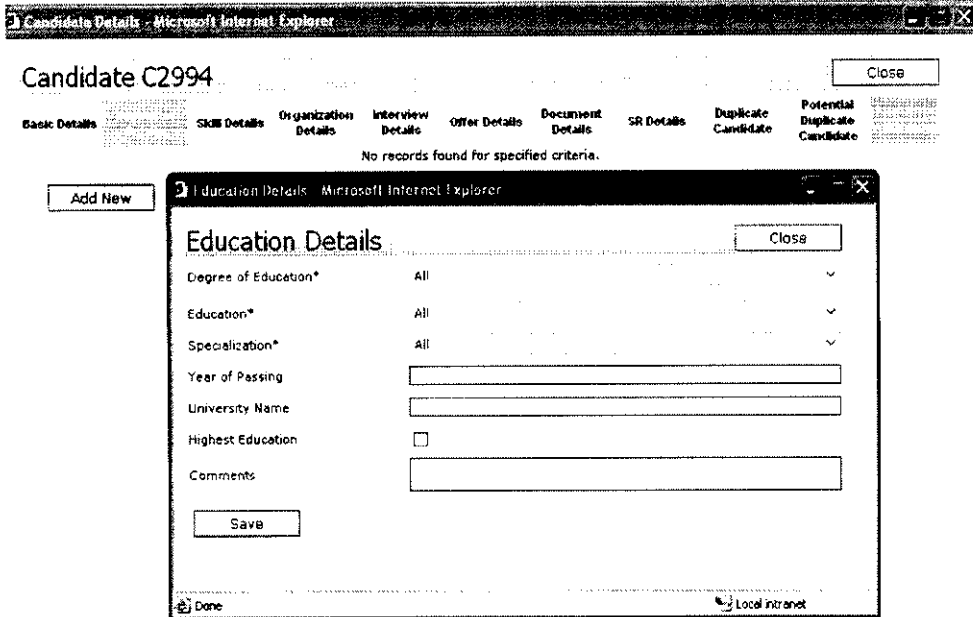 Candidate Details - Microsoft Internet Explorer
Candidate C2994
Close
Basic Details Skill Details Organization Details Interview Details Offer Details Document Details SR Details Duplicate Candidate Potential Duplicate Candidate
No records found for specified criteria.
Add New
Education Details - Microsoft Internet Explorer
Education Details
Close
Degree of Education* All
Education* All
Specialization* All
Year of Passing
University Name
Highest Education
Comments
Save
Done Local intranet